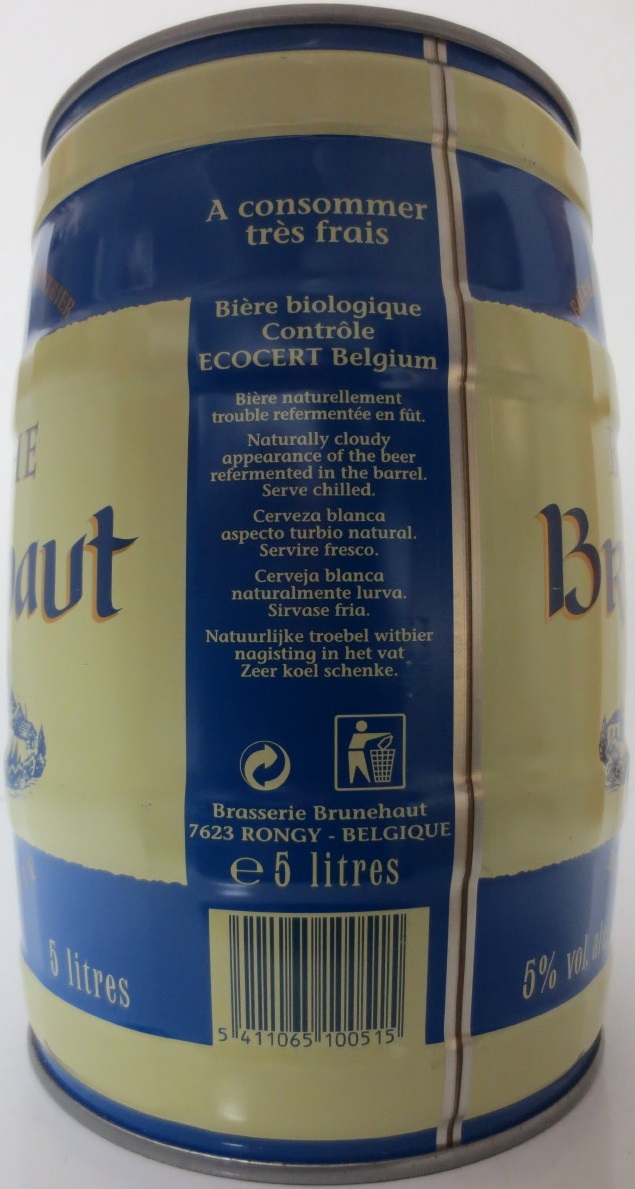 A consommer
très frais
Bière biologique
Contrôle
ECOCERT Belgium
Bière naturellement
trouble refermentée en fût.
Naturally cloudy
appearance of the beer
refermented in the barrel.
Serve chilled.
Cerveza blanca
aspecto turbio natural.
Servire fresco.
Cerveja blanca
naturalmente lurva.
Sirvase fria.
Natuurlijke troebel witbier
nagisting in het vat
Zeer koel schenke.
Brasserie Brunehaut
7623 RONGY - BELGIQUE
e 5 litres
5 411065 100515
IE
aut
5 litres
Br
5% vol. al